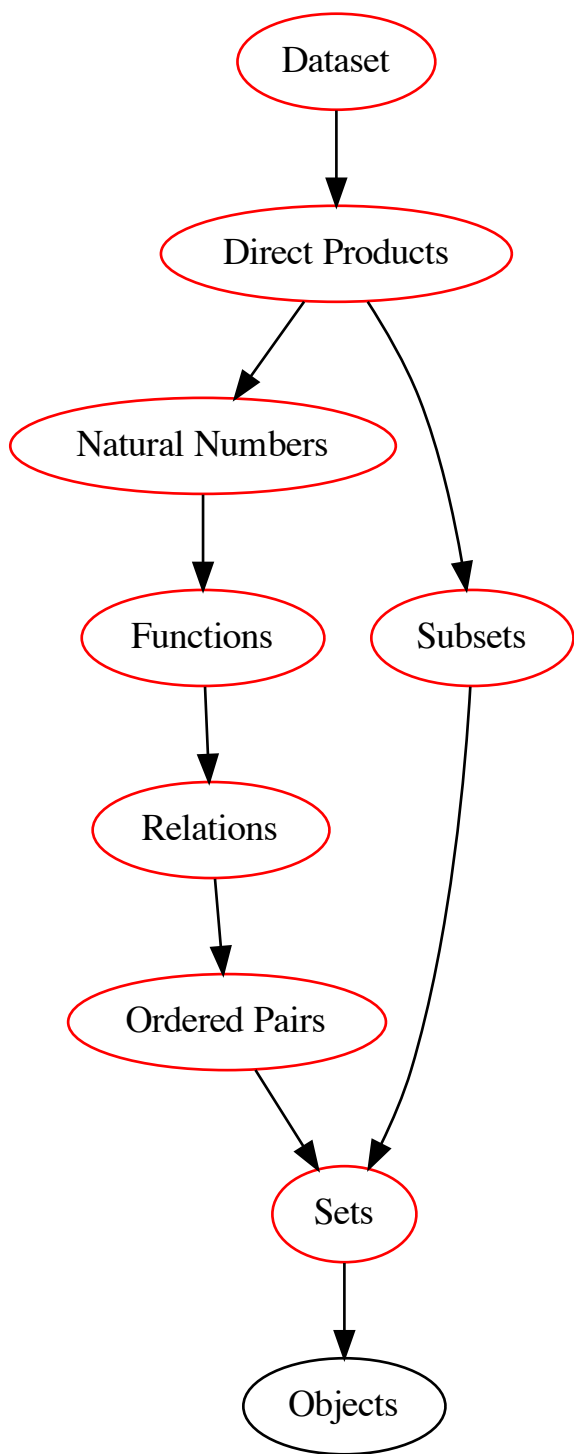 Dataset
Direct Products
Natural Numbers
Functions
Subsets
Relations
Ordered Pairs
Sets
Objects